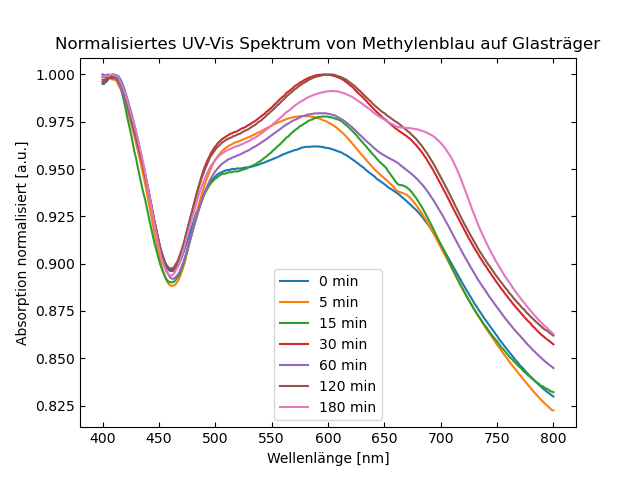 Normalisiertes UV-Vis Spektrum von Methylenblau auf Glasträger
1.000
0.975
0.950
0.925
0.900
0.875
0.850
0.825
Absorption normalisiert [a.u.]
0 min
5 min
15 min
30 min
60 min
120 min
180 min
400 450 500 550 600 650 700 750 800
Wellenlänge [nm]